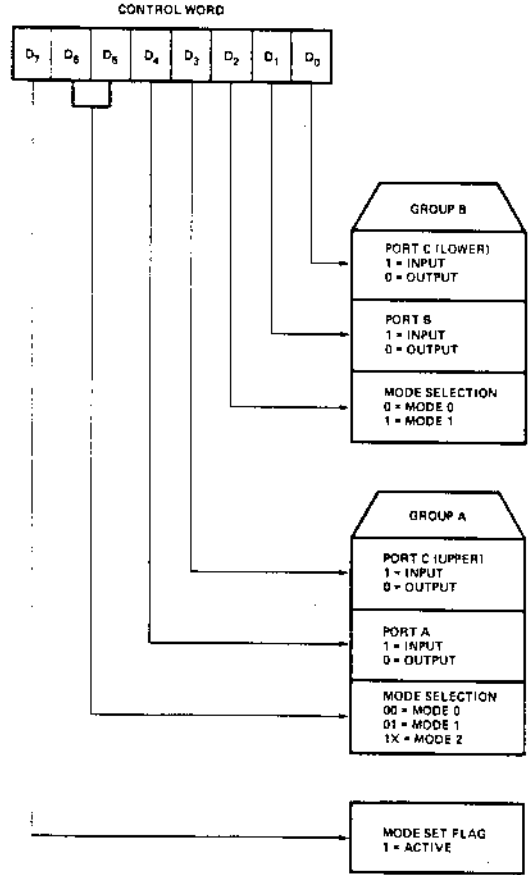 CONTROL WORD
D7 D6 D5 D4 D3 D2 D1 D0
GROUP B
PORT C (LOWER)
1 = INPUT
0 = OUTPUT
PORT B
1 = INPUT
0 = OUTPUT
MODE SELECTION
0 = MODE 0
1 = MODE 1
GROUP A
PORT C (UPPER)
1 = INPUT
0 = OUTPUT
PORT A
1 = INPUT
0 = OUTPUT
MODE SELECTION
00 = MODE 0
01 = MODE 1
1X = MODE 2
MODE SET FLAG
1 = ACTIVE